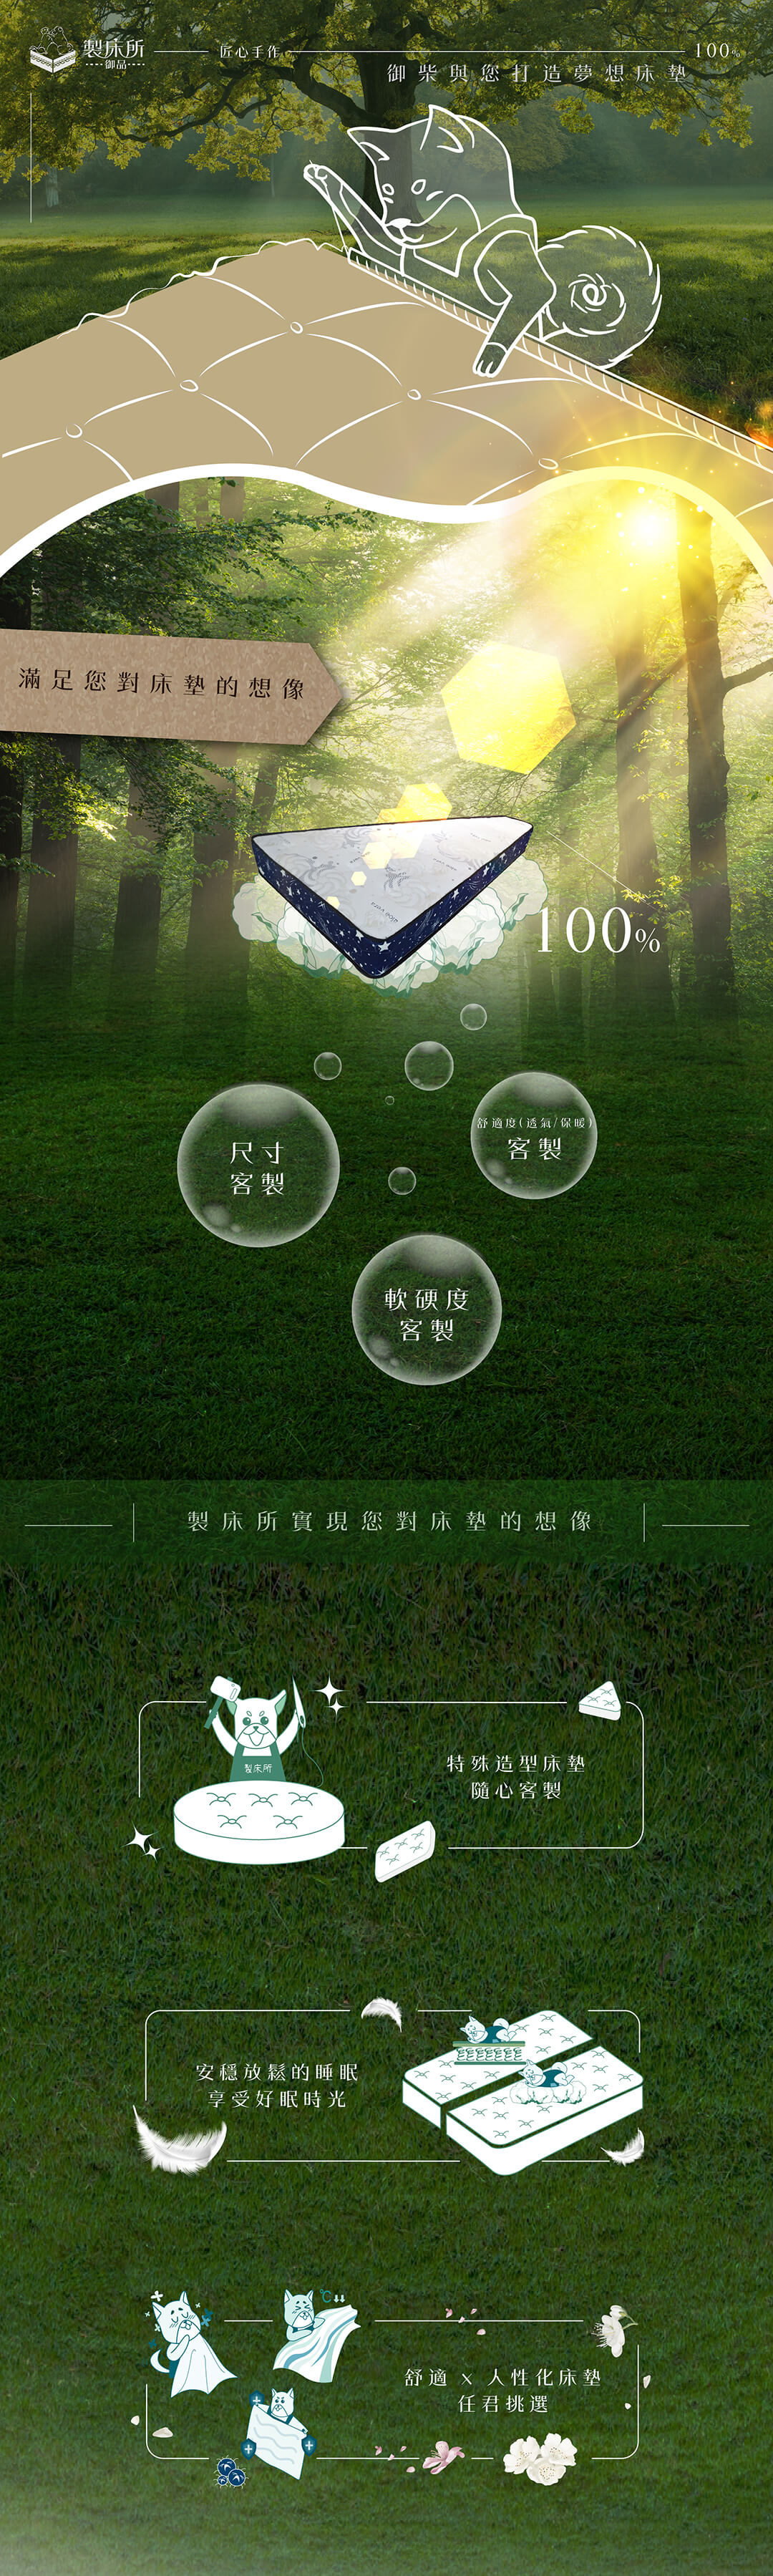 製床所
御品
匠心手作
100%
御柴與您打造夢想床墊
滿足您對床墊的想像
aloe vera
100%
舒適度(透氣/保暖)
客製
尺寸
客製
軟硬度
客製
製床所實現您對床墊的想像
製床所
特殊造型床墊
隨心客製
安穩放鬆的睡眠
享受好眠時光
℃
舒適 x 人性化床墊
任君挑選